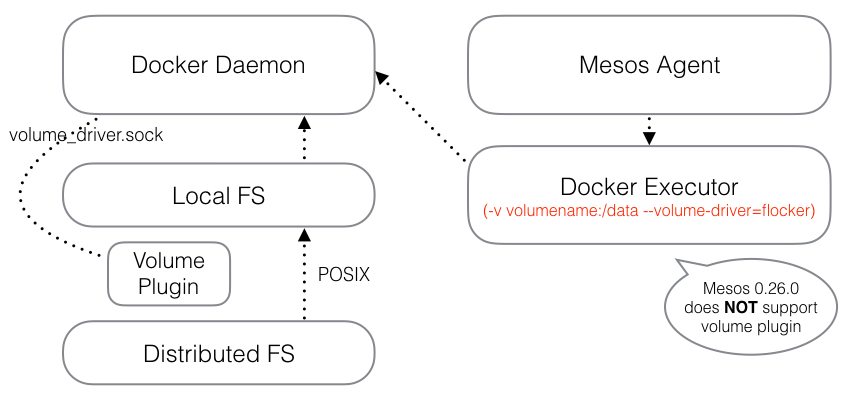 Docker Daemon
Mesos Agent
volume_driver.sock
Local FS
Docker Executor
(-v volumename:/data --volume-driver=flocker)
Volume
Plugin
POSIX
Mesos 0.26.0
does NOT support
volume plugin
Distributed FS